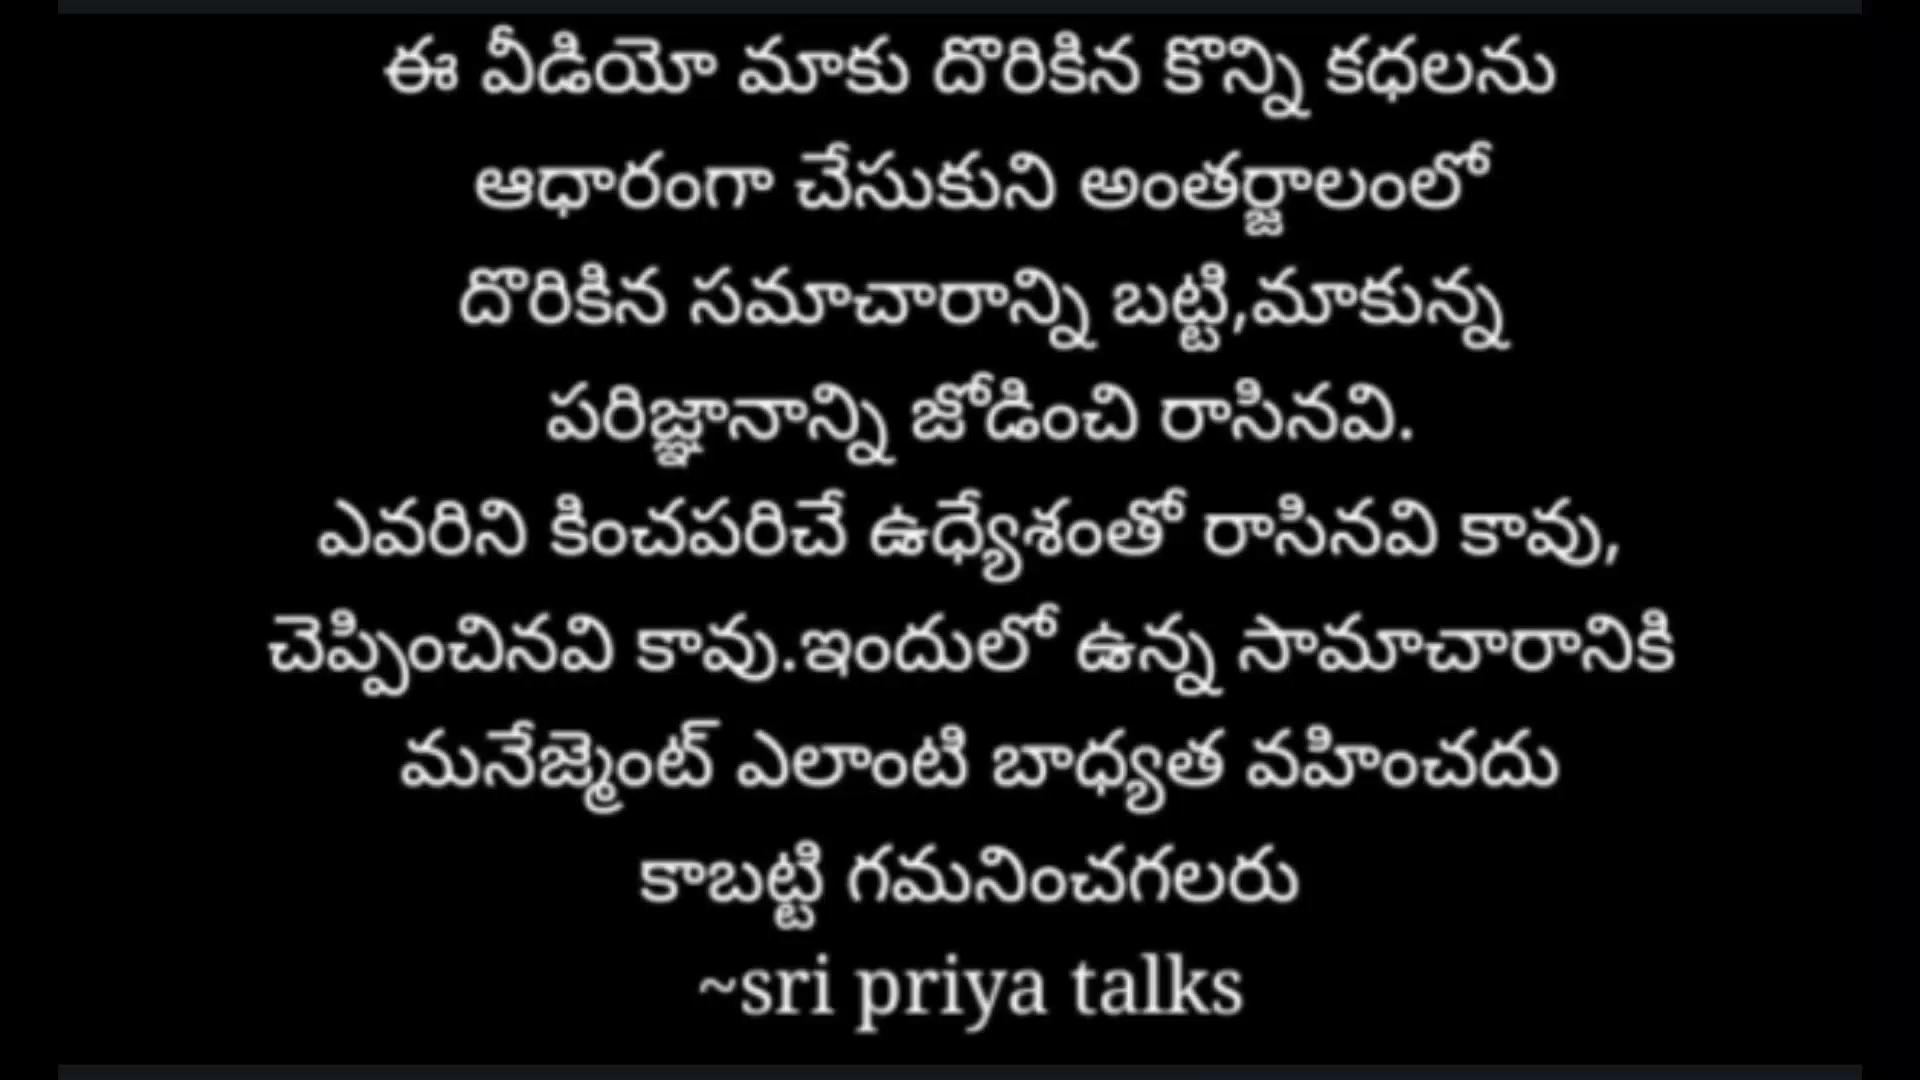 ఈ వీడియో మాకు దొరికిన కొన్ని కధలను
ఆధారంగా చేసుకుని అంతర్జాలంలో
దొరికిన సమాచారాన్ని బట్టి,మాకున్న
పరిజ్ఞానాన్ని జోడించి రాసినవి.
ఎవరిని కించపరిచే ఉధ్యేశంతో రాసినవి కావు,
చెప్పించినవి కావు.ఇందులో ఉన్న సామాచారానికి
మనేజ్మెంట్ ఎలాంటి బాధ్యత వహించదు
కాబట్టి గమనించగలరు
~sri priya talks